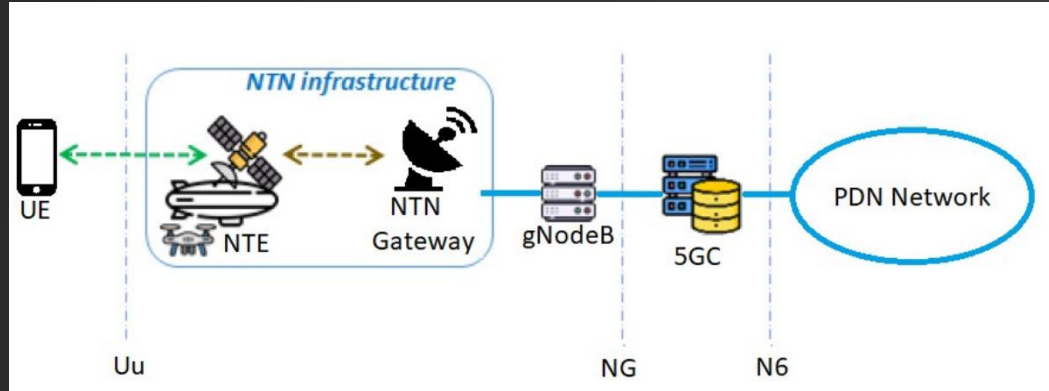 NTN infrastructure
UE
NTE
NTN
Gateway
gNodeB
5GC
PDN Network
Uu
NG
N6